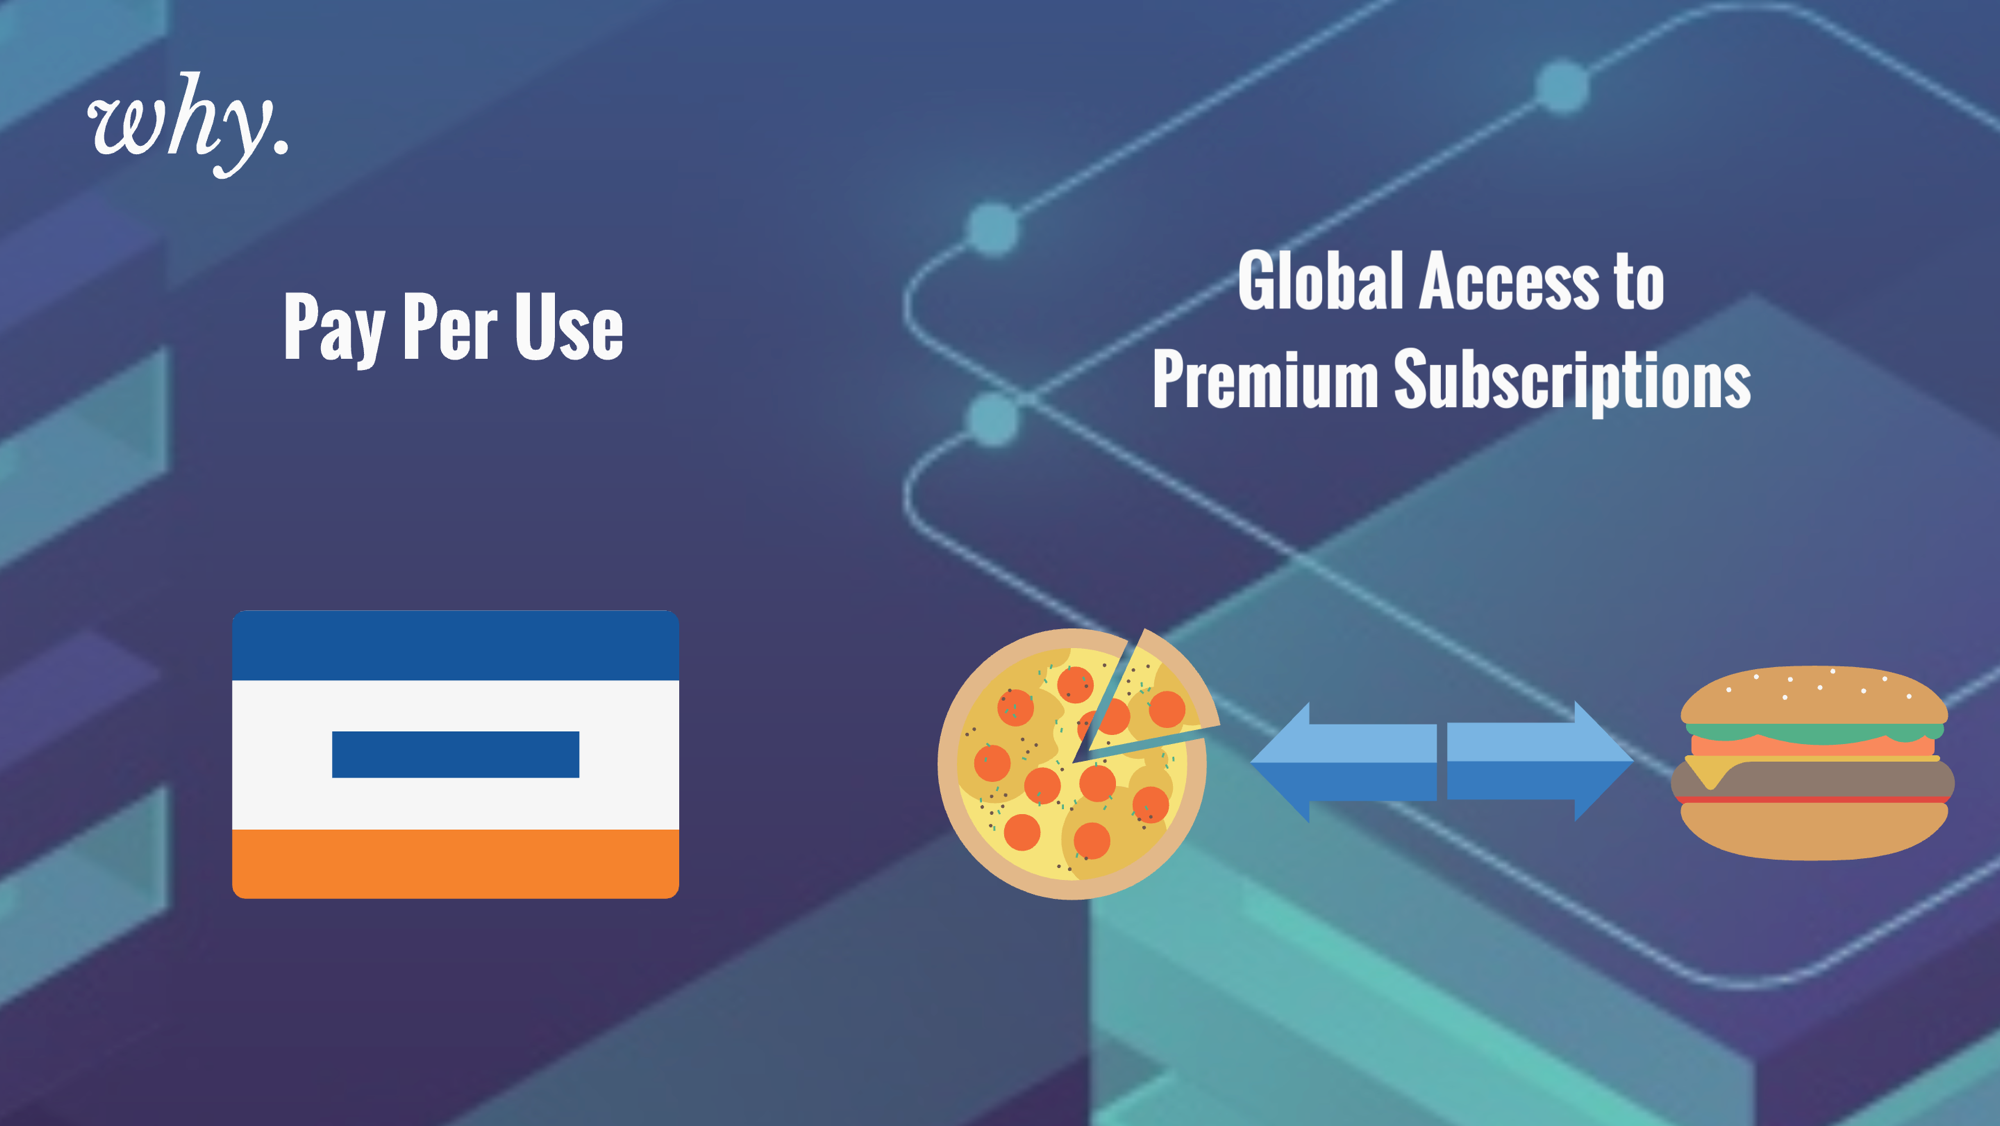 why.
Pay Per Use
Global Access to
Premium Subscriptions